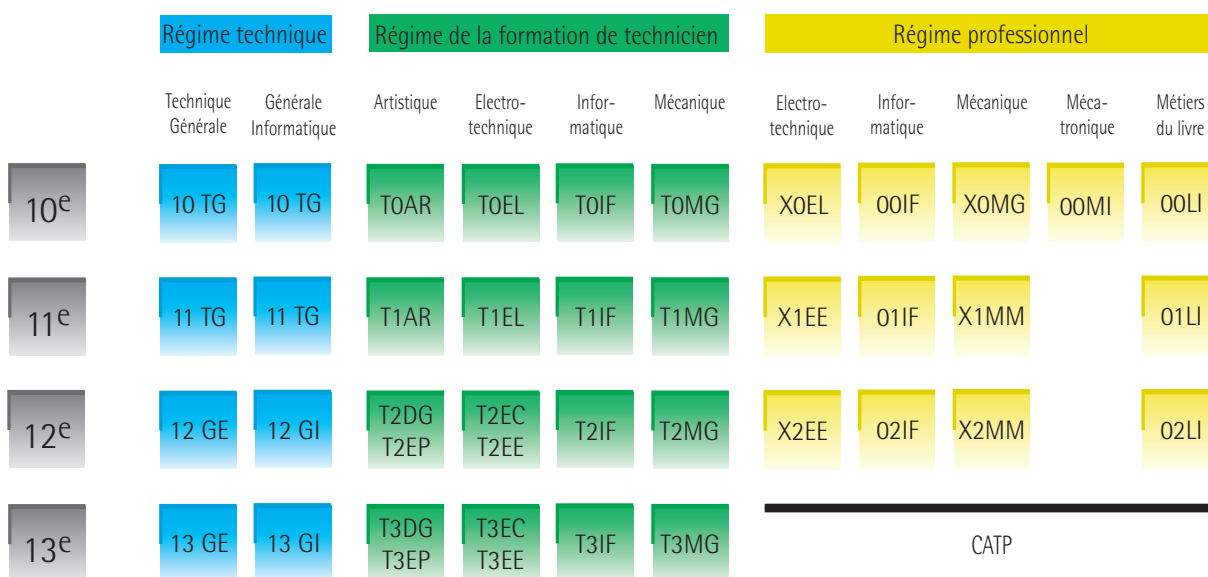 Régime technique Régime de la formation de technicien Régime professionnel
Technique Générale Artistique Electro- Infor- Mécanique Electro- Infor- Mécanique Méca- Métiers
Générale Informatique technique matique technique matique tronique du livre
10e 10 TG 10 TG T0AR T0EL T0IF T0MG X0EL 00IF X0MG 00MI 00LI
11e 11 TG 11 TG T1AR T1EL T1IF T1MG X1EE 01IF X1MM 01LI
12e 12 GE 12 GI T2DG T2EC T2IF T2MG X2EE 02IF X2MM 02LI
T2EP T2EE
13e 13 GE 13 GI T3DG T3EC T3IF T3MG CATP
T3EP T3EE